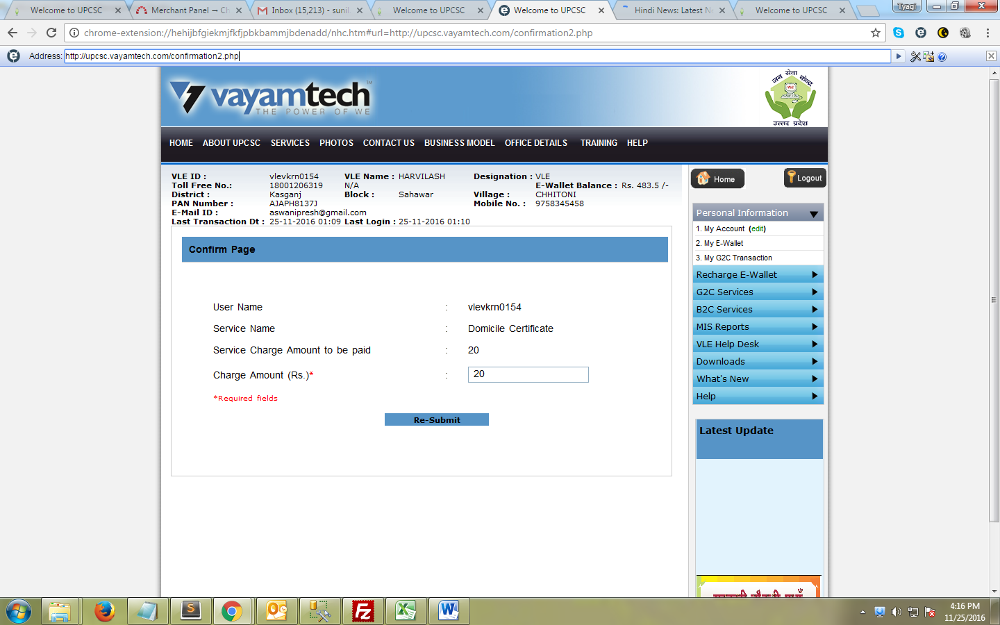 Welcome to UPCSC
Merchant Panel → Ch
Inbox (15,213) - sunil
Welcome to UPCSC
Welcome to UPCSC
Hindi News: Latest N
Welcome to UPCSC
Tyagi
chrome-extension://hehijbfgiekmjfkfjpbkbammjbdenadd/nhc.htm#url=http://upcsc.vayamtech.com/confirmation2.php
Address: http://upcsc.vayamtech.com/confirmation2.php
vayamtech™
THE POWER OF WE
जन सेवा केन्द्र
VLE
उत्तर प्रदेश
HOME ABOUT UPCSC SERVICES PHOTOS CONTACT US BUSINESS MODEL OFFICE DETAILS TRAINING HELP
VLE ID : vlevkrn0154 VLE Name : HARVILASH Designation : VLE
Toll Free No.: 18001206319 N/A E-Wallet Balance : Rs. 483.5 /-
District : Kasganj Block : Sahawar Village : CHHITONI
PAN Number : AJAPH8137J Mobile No. : 9758345458
E-Mail ID : aswanipresh@gmail.com
Last Transaction Dt : 25-11-2016 01:09 Last Login : 25-11-2016 01:10
Home
Logout
Confirm Page
User Name : vlevkrn0154
Service Name : Domicile Certificate
Service Charge Amount to be paid : 20
Charge Amount (Rs.)* : 20
*Required fields
Re-Submit
Personal Information
1. My Account (edit)
2. My E-Wallet
3. My G2C Transaction
Recharge E-Wallet
G2C Services
B2C Services
MIS Reports
VLE Help Desk
Downloads
What's New
Help
Latest Update
4:16 PM
11/25/2016